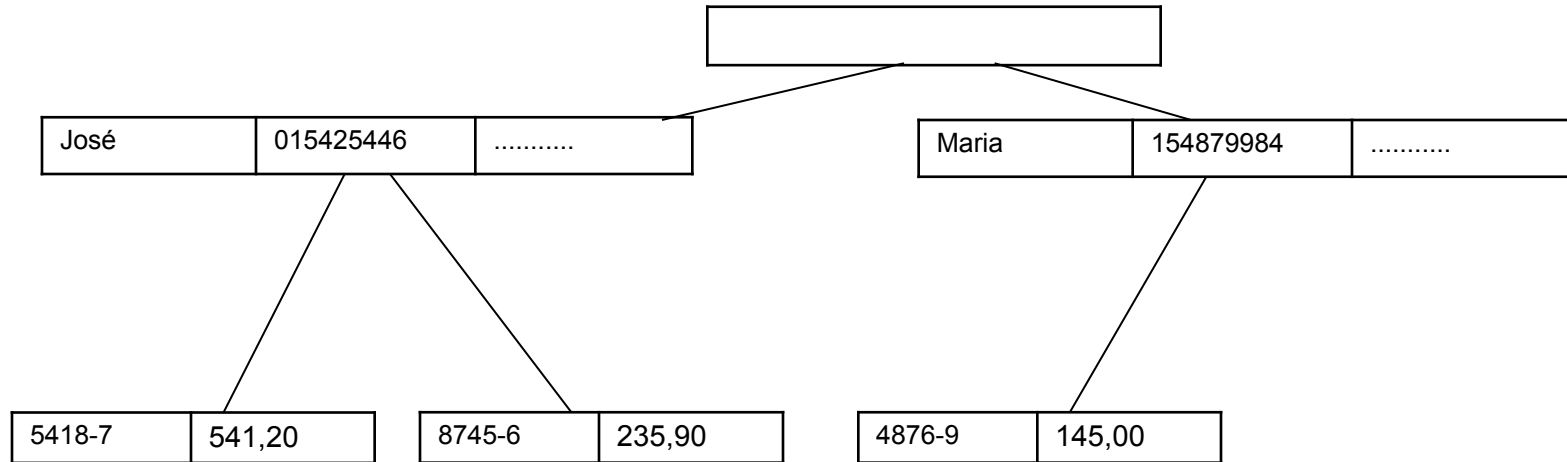 José 015425446 ........... Maria 154879984 ...........
5418-7 541,20 8745-6 235,90 4876-9 145,00